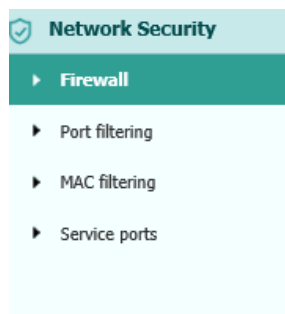 Network Security
Firewall
Port filtering
MAC filtering
Service ports